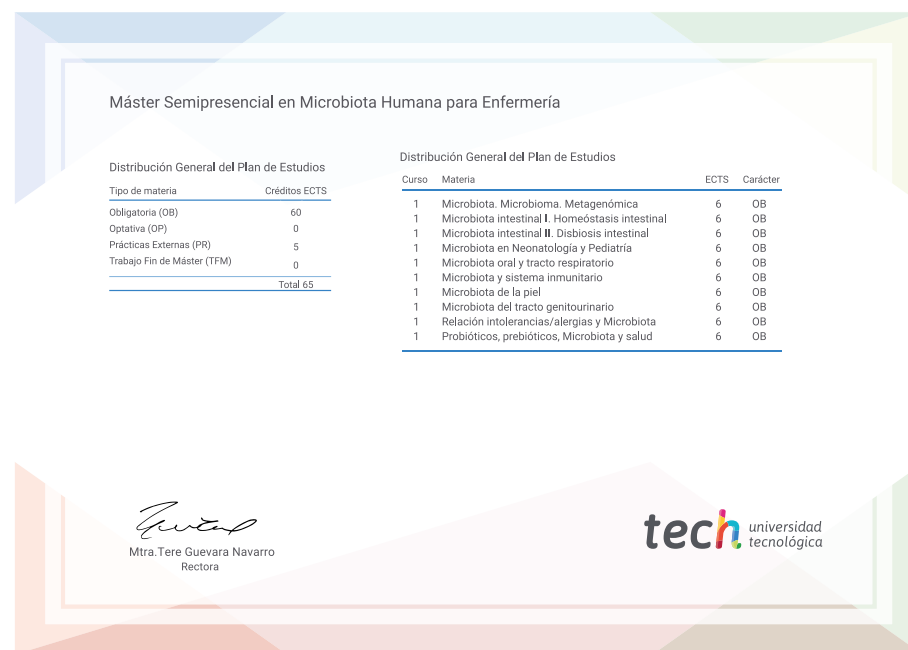 Máster Semipresencial en Microbiota Humana para Enfermería
Distribución General del Plan de Estudios
Tipo de materia Créditos ECTS
Obligatoria (OB) 60
Optativa (OP) 0
Prácticas Externas (PR) 5
Trabajo Fin de Máster (TFM) 0
Total 65
Distribución General del Plan de Estudios
Curso Materia ECTS Carácter
1 Microbiota. Microbioma. Metagenómica 6 OB
1 Microbiota intestinal I. Homeóstasis intestinal 6 OB
1 Microbiota intestinal II. Disbiosis intestinal 6 OB
1 Microbiota en Neonatología y Pediatría 6 OB
1 Microbiota oral y tracto respiratorio 6 OB
1 Microbiota y sistema inmunitario 6 OB
1 Microbiota de la piel 6 OB
1 Microbiota del tracto genitourinario 6 OB
1 Relación intolerancias/alergias y Microbiota 6 OB
1 Probióticos, prebióticos, Microbiota y salud 6 OB
Mtra.Tere Guevara Navarro
Rectora
tech universidad
tecnológica